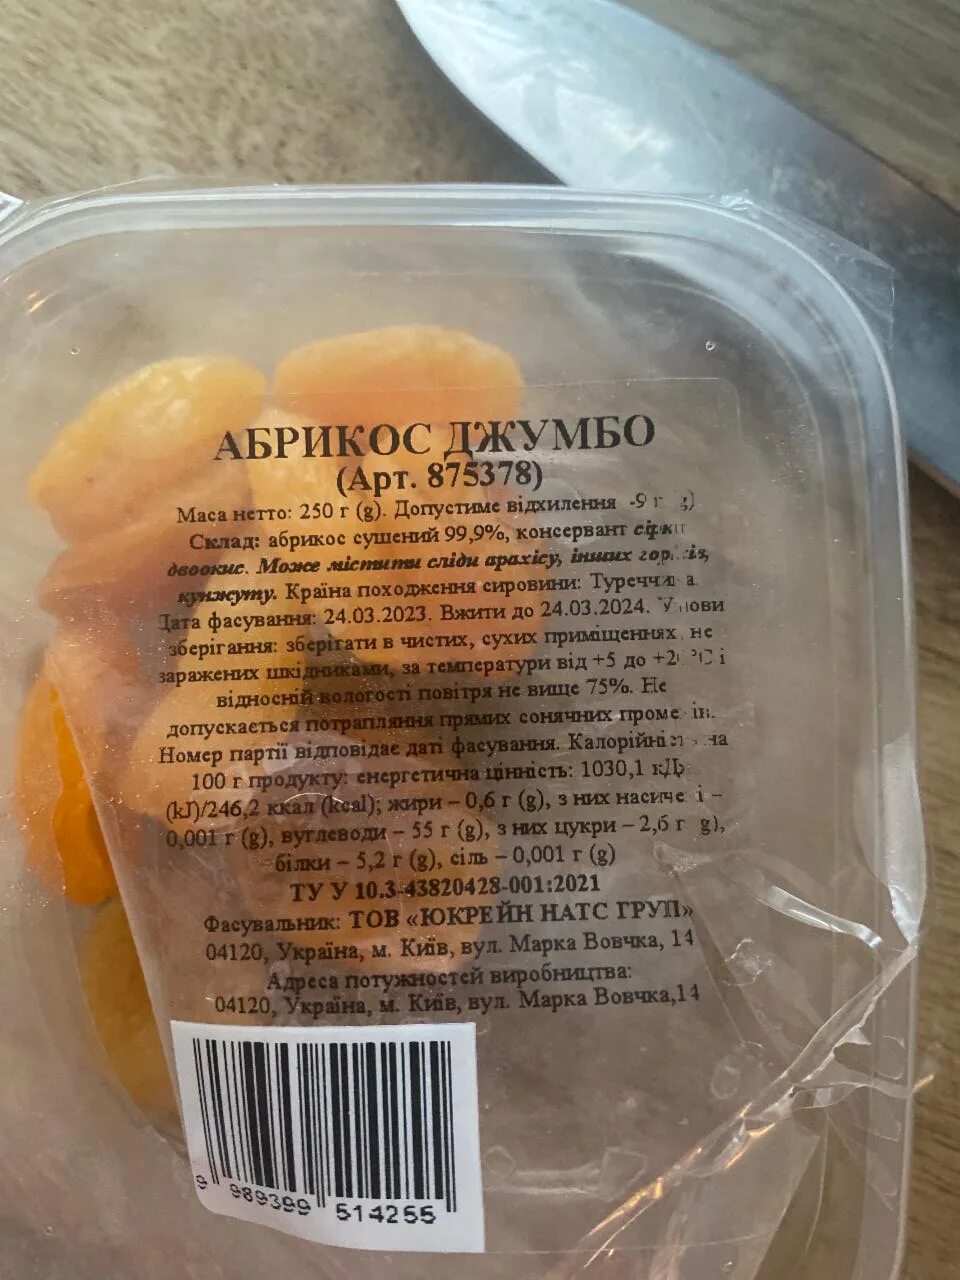 АБРИКОС ДЖУМБО
(Арт. 875378)
Маса нетто: 250 г (g). Допустиме відхилення -9 г g)
Склад: абрикос сушений 99,9%, консервант
двоокис. Може містити сліди арахісу, інших
кунжуту. Країна походження сировини:
Дата фасування: 24.03.2023. Вжити до 24.03.2024. Умови
зберігання: зберігати в чистих, сухих приміщеннях, не
заражених шкідниками, за температури від +5 до і
відносній вологості повітря не вище 75%. Не
допускається потрапляння прямих сонячних
Номер партії відповідає даті фасування. Калорійність на
100 г продукту: енергетична цінність: 1030,1 кДж
(kJ)/246,2 ккал (kcal); жири – 0,6 г (g), з них –
0,001 г (g), вуглеводи – 55 г (g), з них цукри – 2,6 г g),
білки – 5,2 г (g), сіль – 0,001 г (g)
ТУ У 10.3-43820428-001:2021
Фасувальник: ТОВ «ЮКРЕЙН НАТС ГРУП»
04120, Україна, м. Київ, вул. Марка Вовчка, 14
Адреса потужностей виробництва:
04120, Україна, м. Київ, вул. Марка Вовчка,14
9 989399 514255